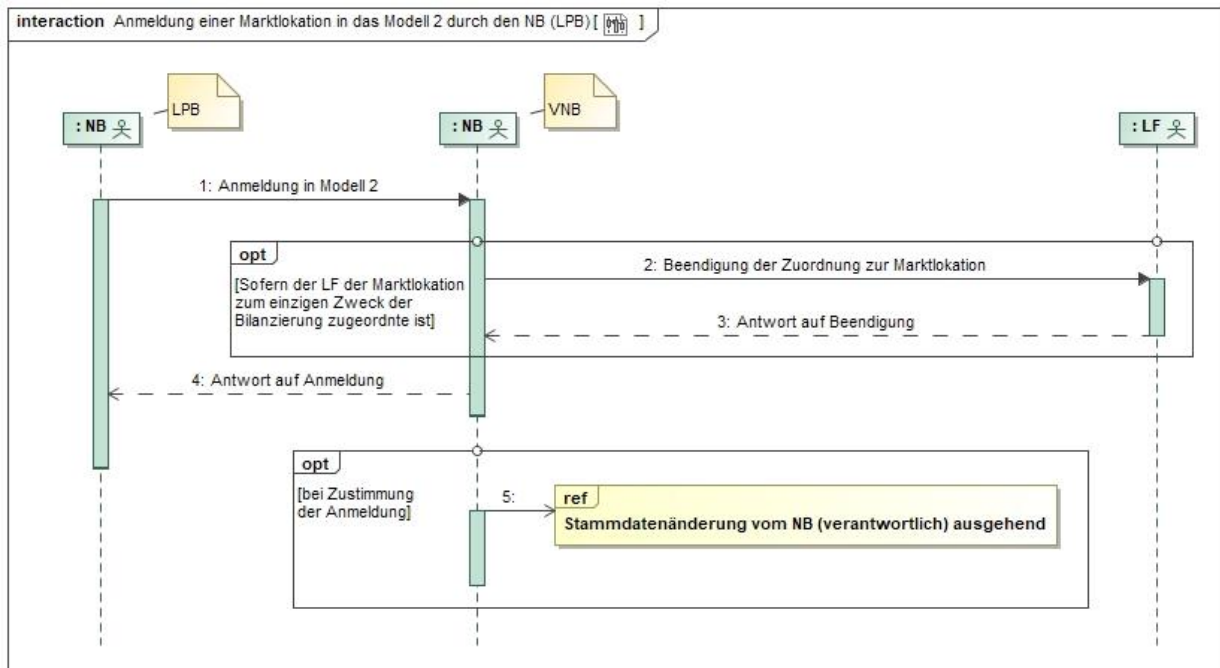 interaction Anmeldung einer Marktlokation in das Modell 2 durch den NB (LPB) [ ]
LPB
VNB
: NB
: NB
: LF
1: Anmeldung in Modell 2
opt
[Sofern der LF der Marktlokation
zum einzigen Zweck der
Bilanzierung zugeordnte ist]
2: Beendigung der Zuordnung zur Marktlokation
3: Antwort auf Beendigung
4: Antwort auf Anmeldung
opt
[bei Zustimmung
der Anmeldung]
5:
ref
Stammdatenänderung vom NB (verantwortlich) ausgehend